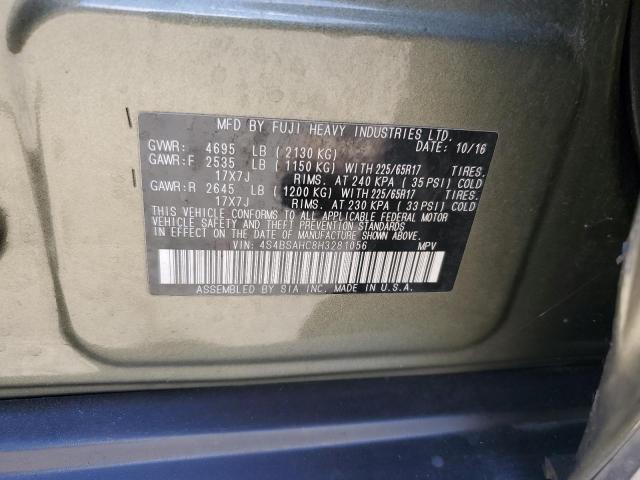 MFD BY FUJI HEAVY INDUSTRIES LTD.
DATE: 10/16
GVWR: 4695 LB ( 2130 KG)
GAWR:F 2535 LB ( 1150 KG) WITH 225/65R17 TIRES.
17X7J RIMS. AT 240 KPA ( 35 PSI) COLD
GAWR:R 2645 LB ( 1200 KG) WITH 225/65R17 TIRES.
17X7J RIMS. AT 230 KPA ( 33 PSI) COLD
THIS VEHICLE CONFORMS TO ALL APPLICABLE FEDERAL MOTOR
VEHICLE SAFETY AND THEFT PREVENTION STANDARDS
IN EFFECT ON THE DATE OF MANUFACTURE SHOWN ABOVE.
VIN: 4S4BSAHC8H3281056 MPV
ASSEMBLED BY SIA INC. MADE IN U.S.A.